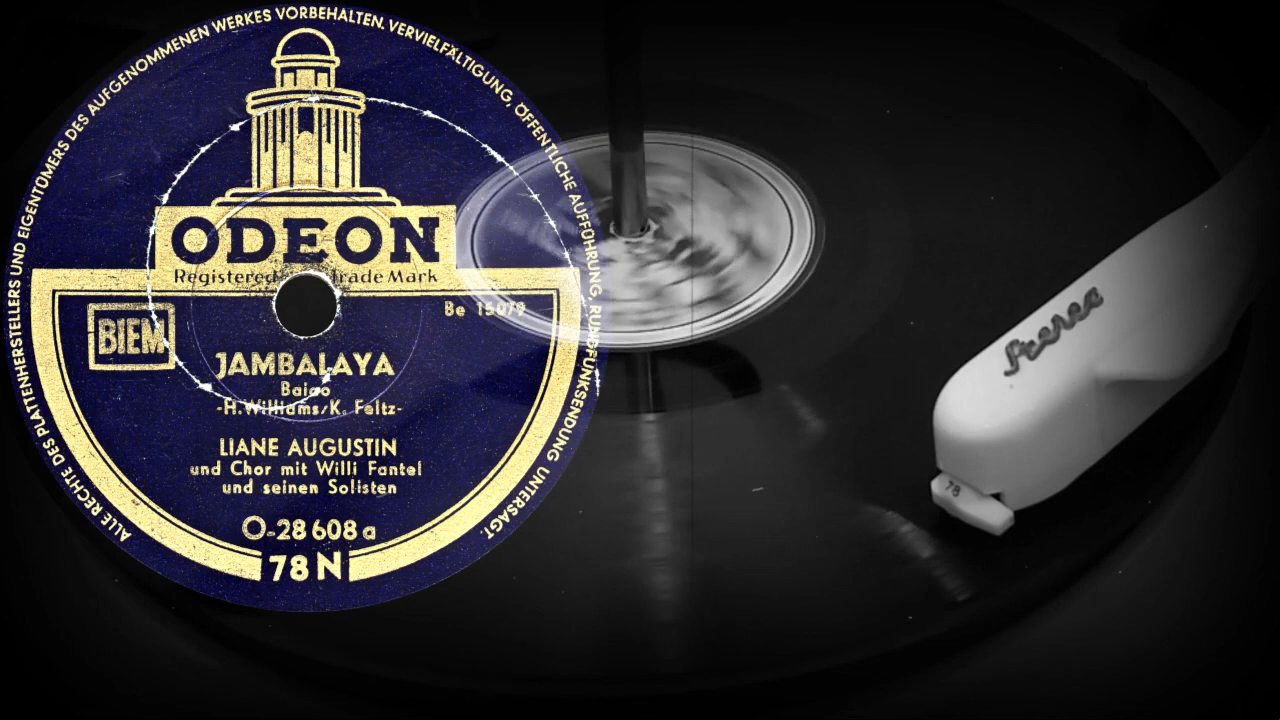 ALLE RECHTE DES PLATTENHERSTELLERS UND EIGENTÜMERS DES AUFGENOMMENEN WERKES VORBEHALTEN. VERVIELFÄLTIGUNG, ÖFFENTLICHE AUFFÜHRUNG, RUNDFUNKSENDUNG UNTERSAGT.
ODEON
Registered Trade Mark
BIEM
Be 15079
JAMBALAYA
Baiao
-H.Williams/K. Feltz-
LIANE AUGUSTIN
und Chor mit Willi Fantel
und seinen Solisten
O-28608a
78 N
Stereo
78